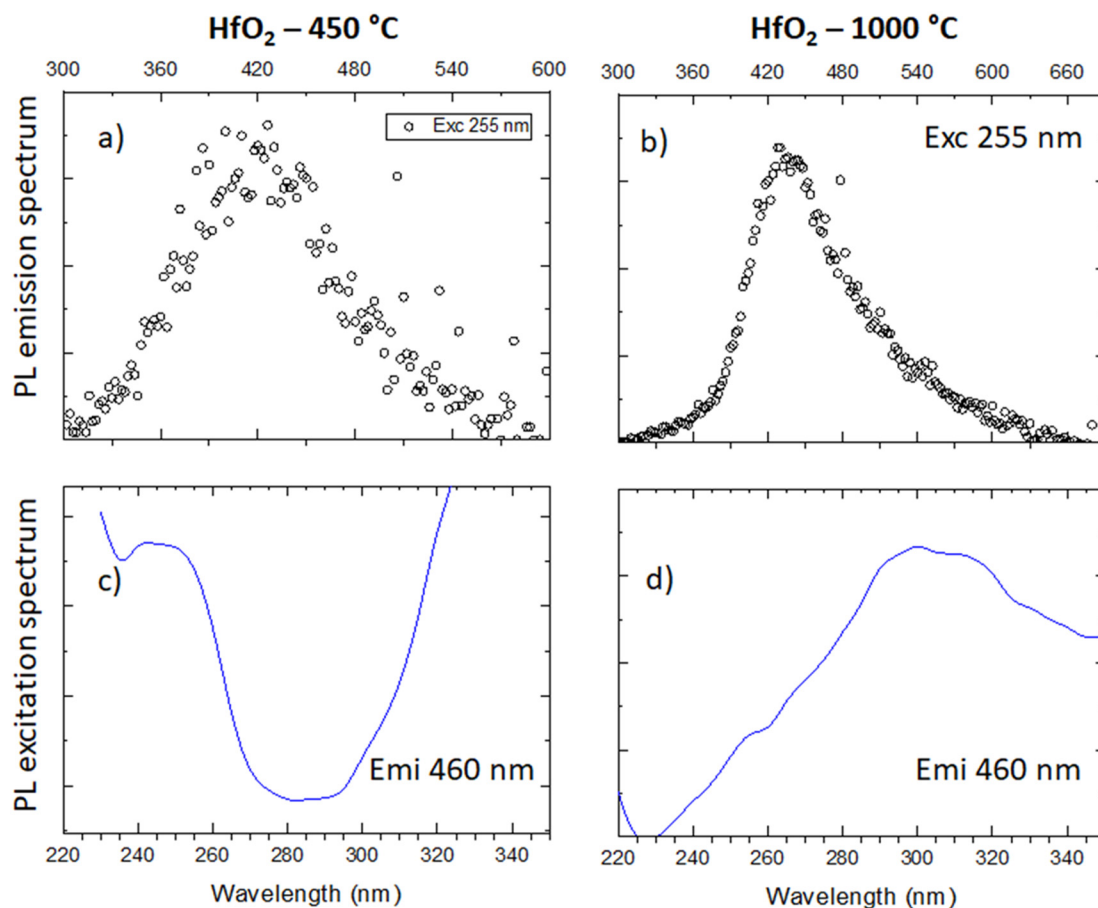 HfO₂ – 450 °C
HfO₂ – 1000 °C
300 360 420 480 540 600
300 360 420 480 540 600 660
a)
Exc 255 nm
b)
Exc 255 nm
PL emission spectrum
c)
Emi 460 nm
d)
Emi 460 nm
PL excitation spectrum
220 240 260 280 300 320 340
220 240 260 280 300 320 340
Wavelength (nm)
Wavelength (nm)